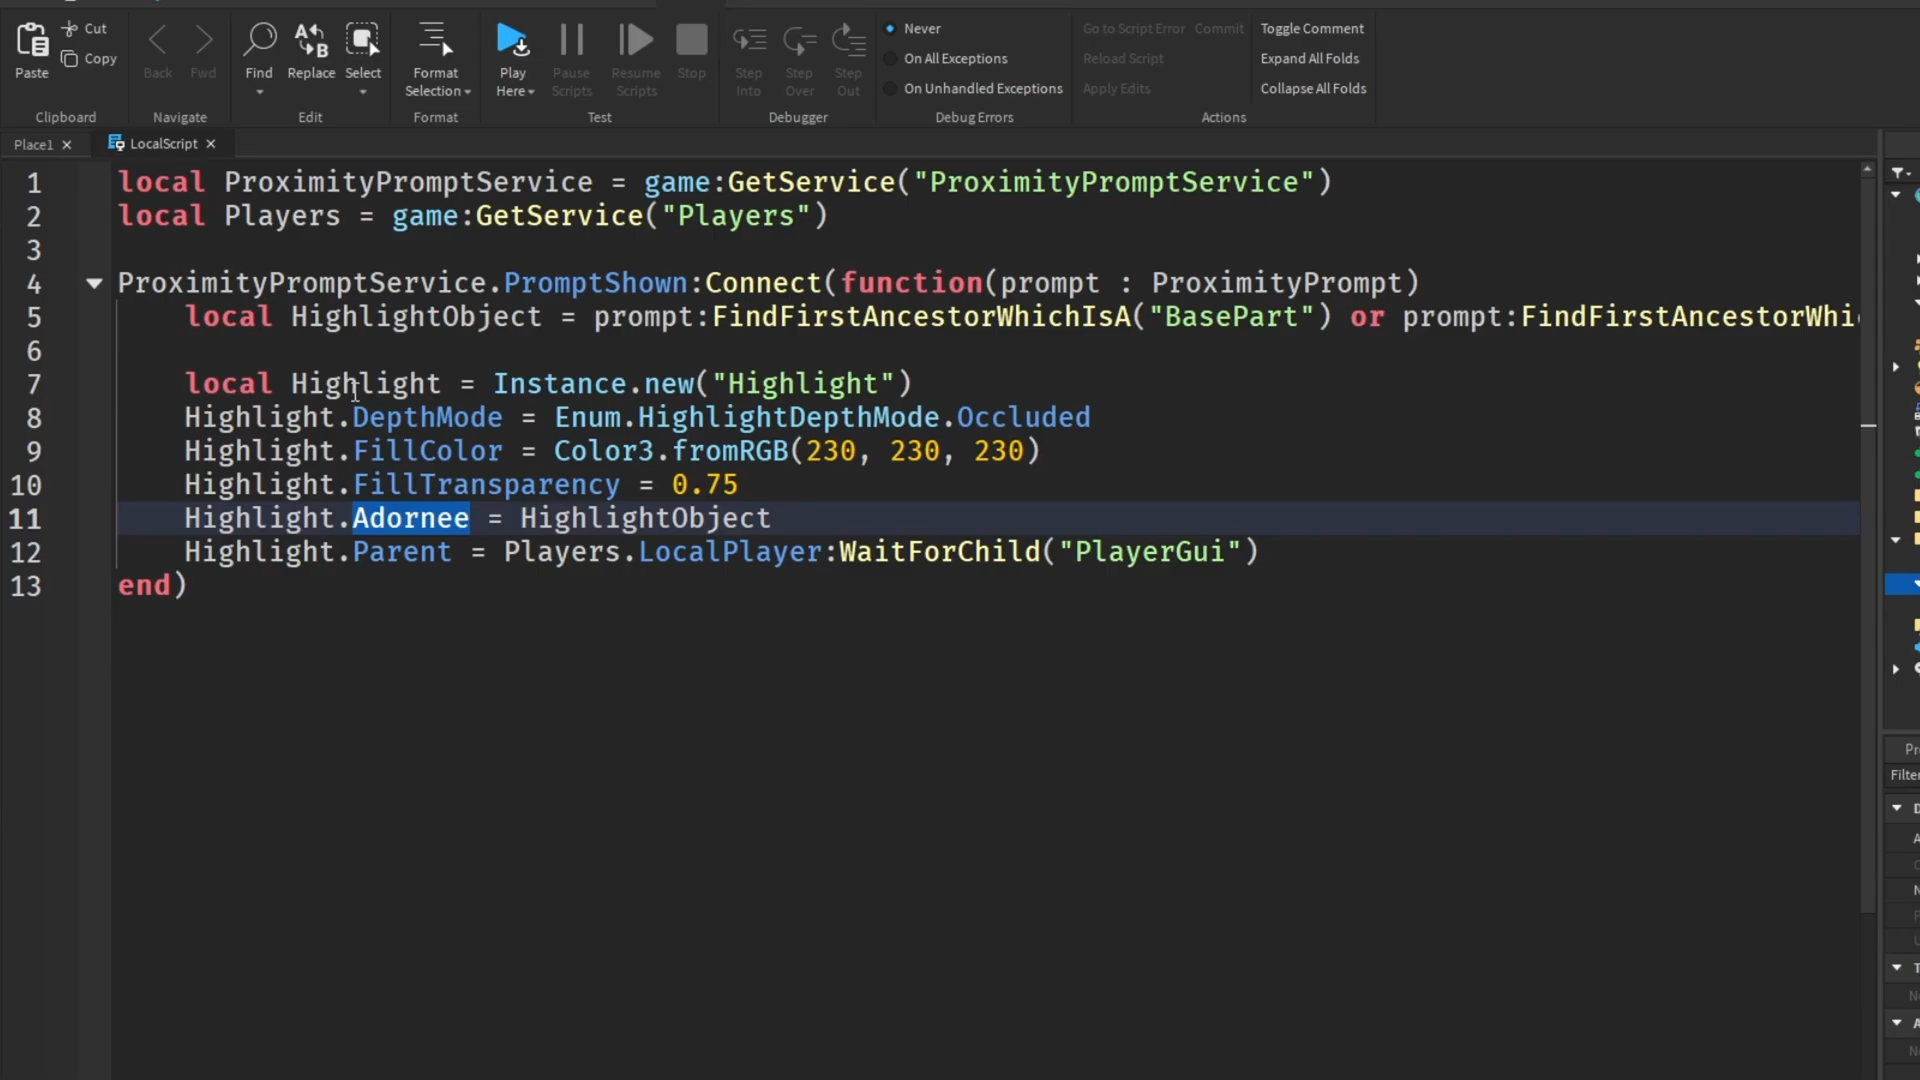 Paste
Cut
Copy
Clipboard
Back
Fwd
Navigate
Find
Replace
Select
Edit
Format
Selection
Format
Play
Here
Pause
Scripts
Resume
Scripts
Stop
Test
Step
Into
Step
Over
Step
Out
Debugger
Never
On All Exceptions
On Unhandled Exceptions
Debug Errors
Go to Script Error
Commit
Reload Script
Apply Edits
Toggle Comment
Expand All Folds
Collapse All Folds
Actions
Place1
LocalScript
1 local ProximityPromptService = game:GetService("ProximityPromptService")
2 local Players = game:GetService("Players")
3
4 ProximityPromptService.PromptShown:Connect(function(prompt : ProximityPrompt)
5 local HighlightObject = prompt:FindFirstAncestorWhichIsA("BasePart") or prompt:FindFirstAncestorWhi
6
7 local Highlight = Instance.new("Highlight")
8 Highlight.DepthMode = Enum.HighlightDepthMode.Occluded
9 Highlight.FillColor = Color3.fromRGB(230, 230, 230)
10 Highlight.FillTransparency = 0.75
11 Highlight.Adornee = HighlightObject
12 Highlight.Parent = Players.LocalPlayer:WaitForChild("PlayerGui")
13 end)
Pr
Filte